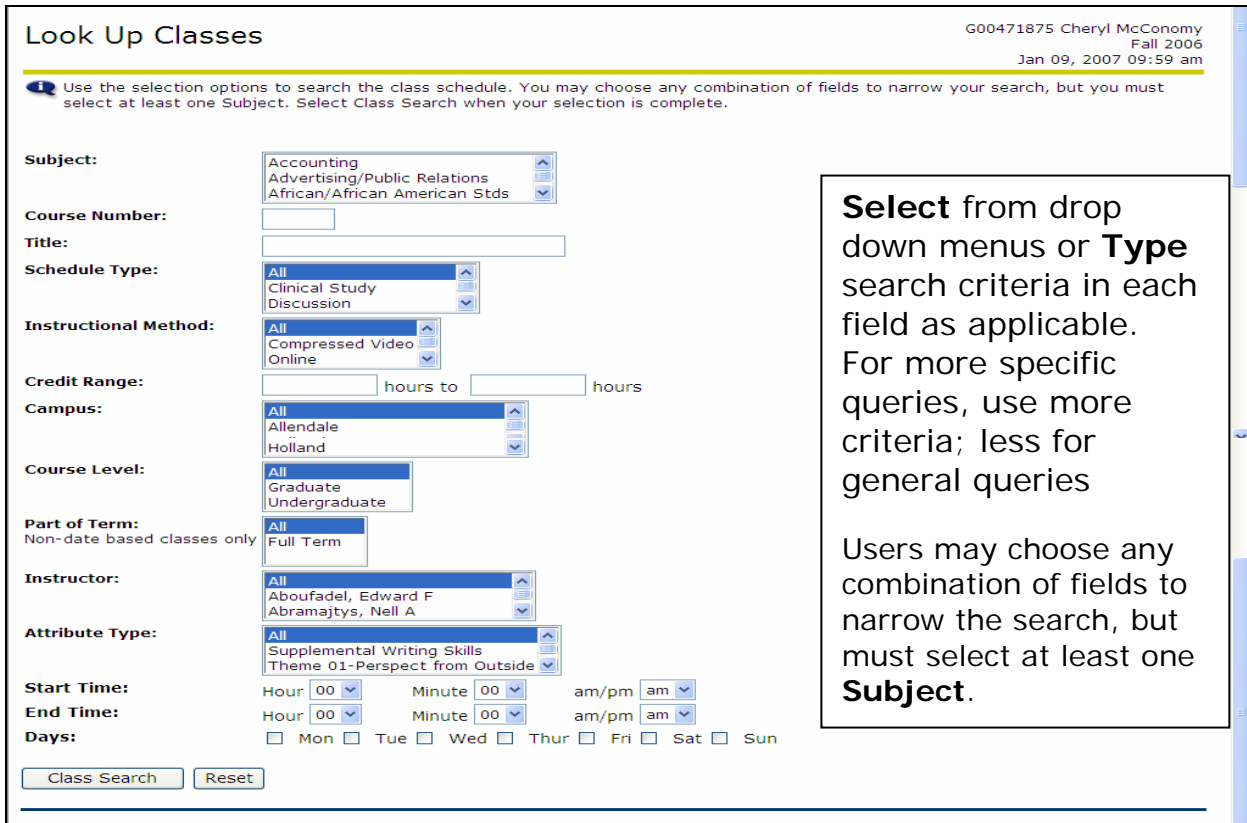 Look Up Classes
G00471875 Cheryl McConomy
Fall 2006
Jan 09, 2007 09:59 am
Use the selection options to search the class schedule. You may choose any combination of fields to narrow your search, but you must
select at least one Subject. Select Class Search when your selection is complete.
Subject:
Accounting
Advertising/Public Relations
African/African American Stds
Course Number:
Title:
Schedule Type:
All
Clinical Study
Discussion
Instructional Method:
All
Compressed Video
Online
Credit Range:
hours to hours
Campus:
All
Allendale
Holland
Course Level:
All
Graduate
Undergraduate
Part of Term:
Non-date based classes only
All
Full Term
Instructor:
All
Aboufadel, Edward F
Abramajtys, Nell A
Attribute Type:
All
Supplemental Writing Skills
Theme 01-Perspect from Outside
Start Time: Hour 00 Minute 00 am/pm am
End Time: Hour 00 Minute 00 am/pm am
Days: Mon Tue Wed Thur Fri Sat Sun
Class Search Reset
Select from drop
down menus or Type
search criteria in each
field as applicable.
For more specific
queries, use more
criteria; less for
general queries
Users may choose any
combination of fields to
narrow the search, but
must select at least one
Subject.